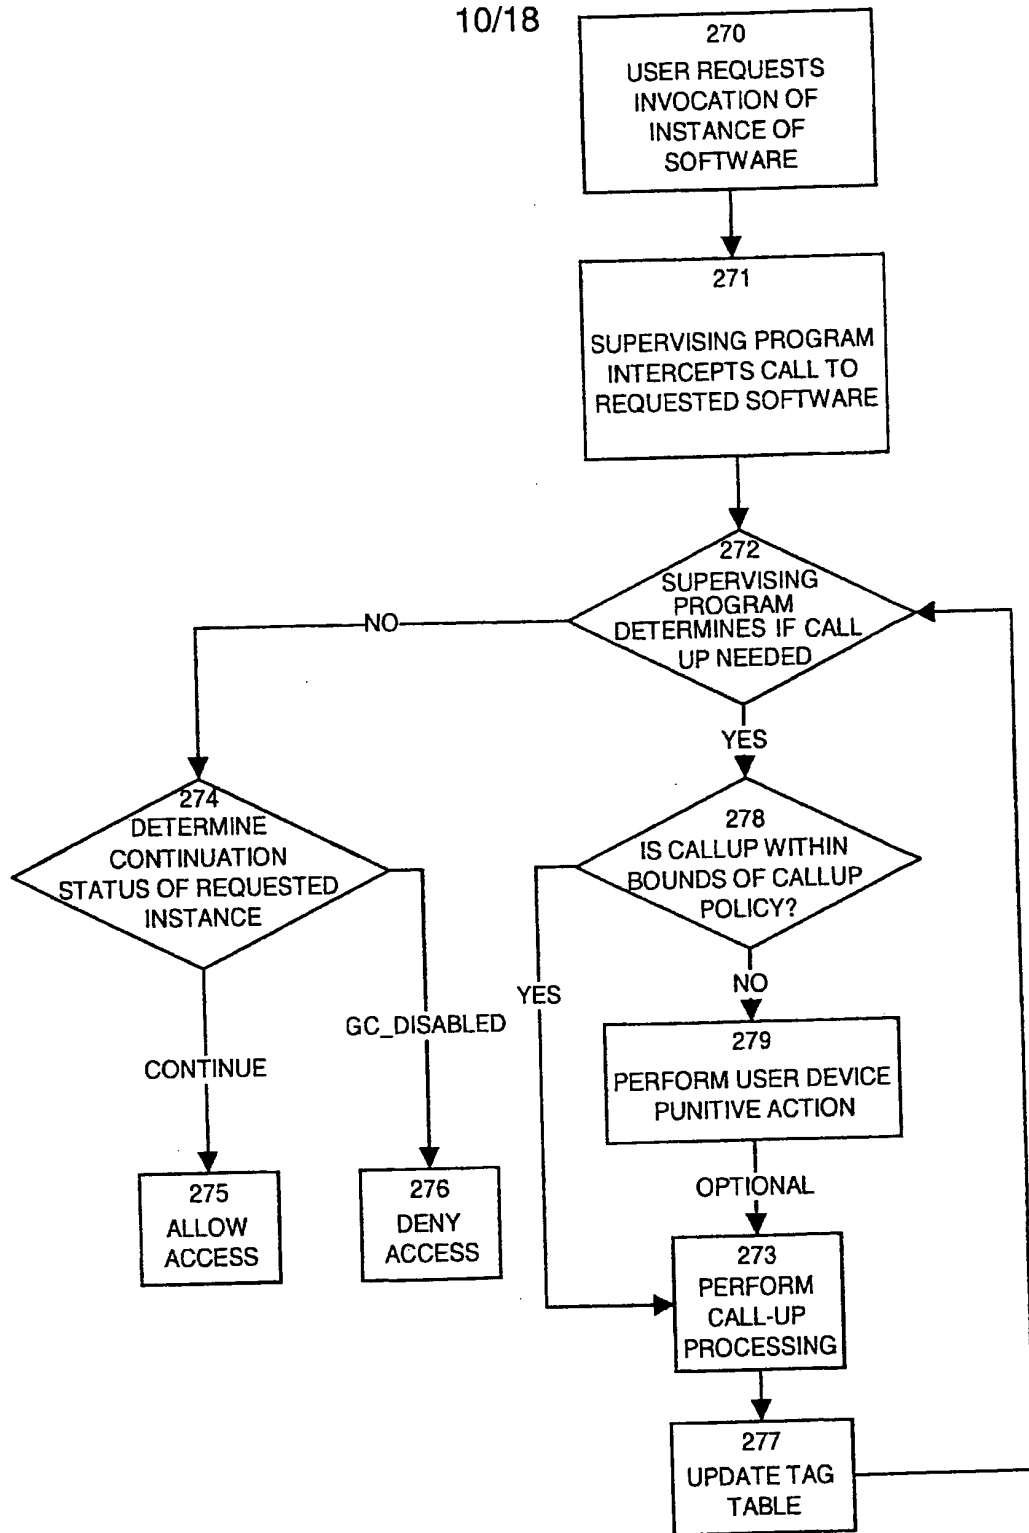 10/18
270
USER REQUESTS
INVOCATION OF
INSTANCE OF
SOFTWARE
271
SUPERVISING PROGRAM
INTERCEPTS CALL TO
REQUESTED SOFTWARE
272
SUPERVISING
PROGRAM
DETERMINES IF CALL
UP NEEDED
NO
YES
274
DETERMINE
CONTINUATION
STATUS OF REQUESTED
INSTANCE
278
IS CALLUP WITHIN
BOUNDS OF CALLUP
POLICY?
YES
NO
GC_DISABLED
CONTINUE
279
PERFORM USER DEVICE
PUNITIVE ACTION
OPTIONAL
275
ALLOW
ACCESS
276
DENY
ACCESS
273
PERFORM
CALL-UP
PROCESSING
277
UPDATE TAG
TABLE